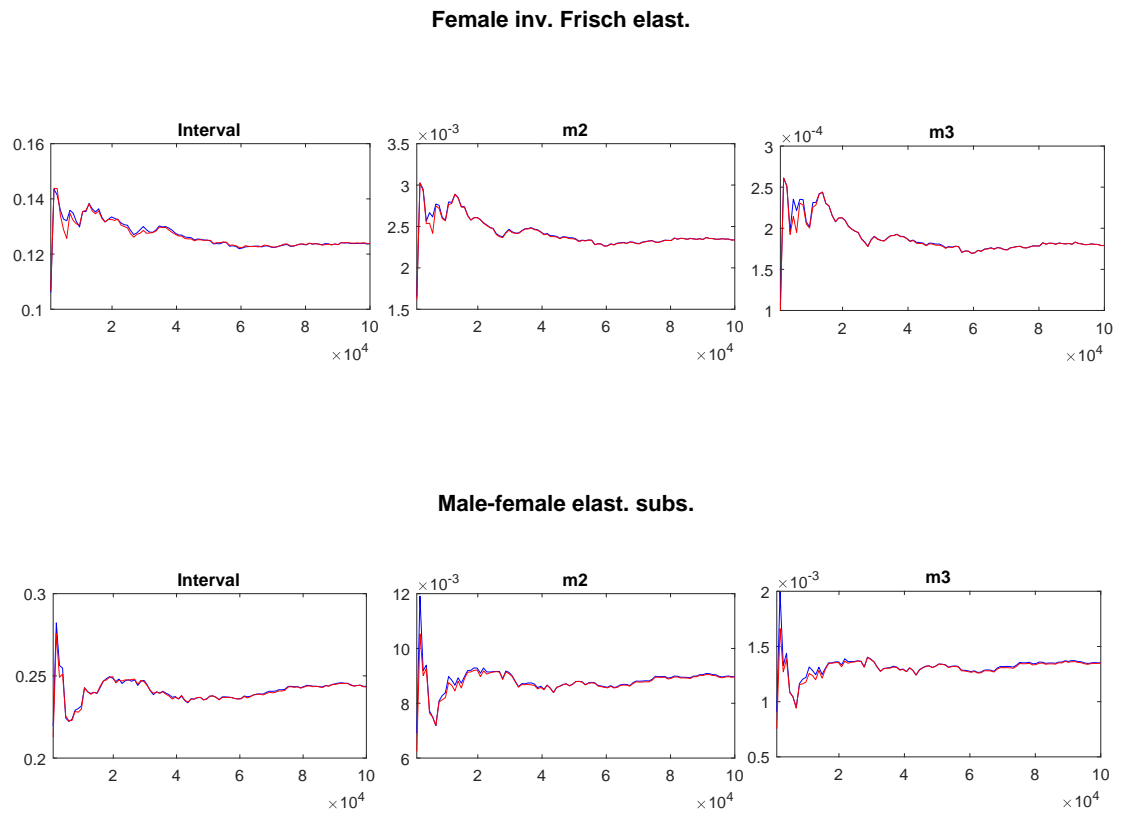 Female inv. Frisch elast.
Interval
0.16
0.14
0.12
0.1
2 4 6 8 10
×10^4
m2
×10^-3
3.5
3
2.5
2
1.5
2 4 6 8 10
×10^4
m3
×10^-4
3
2.5
2
1.5
1
2 4 6 8 10
×10^4
Male-female elast. subs.
Interval
0.3
0.25
0.2
2 4 6 8 10
×10^4
m2
×10^-3
12
10
8
6
2 4 6 8 10
×10^4
m3
×10^-3
2
1.5
1
0.5
2 4 6 8 10
×10^4